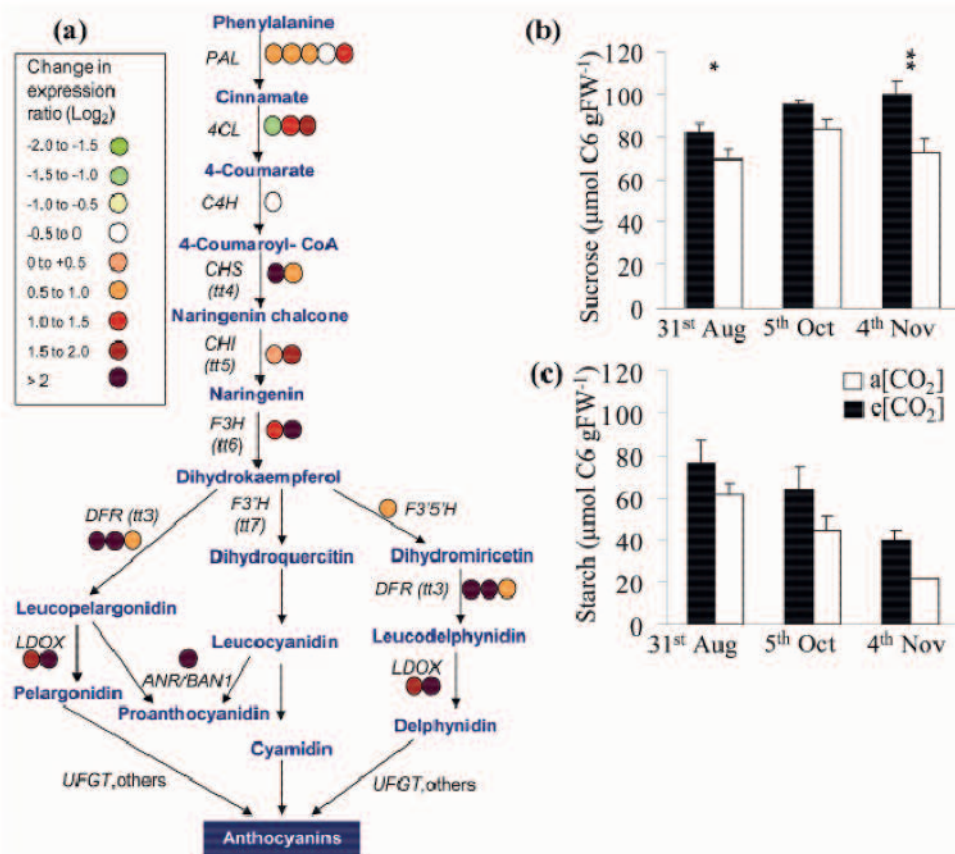 (a)
Change in
expression
ratio (Log₂)
-2.0 to -1.5
-1.5 to -1.0
-1.0 to -0.5
-0.5 to 0
0 to +0.5
0.5 to 1.0
1.0 to 1.5
1.5 to 2.0
> 2
Phenylalanine
PAL
Cinnamate
4CL
4-Coumarate
C4H
4-Coumaroyl- CoA
CHS
(tt4)
Naringenin chalcone
CHI
(tt5)
Naringenin
F3H
(tt6)
Dihydrokaempferol
DFR (tt3)
F3'H
(tt7)
F3'5'H
Dihydroquercitin
Dihydromiricetin
DFR (tt3)
Leucopelargonidin
Leucocyanidin
Leucodelphynidin
LDOX
ANR/BAN1
LDOX
Pelargonidin
Proanthocyanidin
Delphynidin
Cyamidin
UFGT,others
UFGT,others
Anthocyanins
(b)
Sucrose (µmol C6 gFW⁻¹)
120
100
80
60
40
20
0
*
**
31ˢᵗ Aug
5ᵗʰ Oct
4ᵗʰ Nov
(c)
Starch (µmol C6 gFW⁻¹)
120
100
80
60
40
20
0
a[CO₂]
e[CO₂]
31ˢᵗ Aug
5ᵗʰ Oct
4ᵗʰ Nov